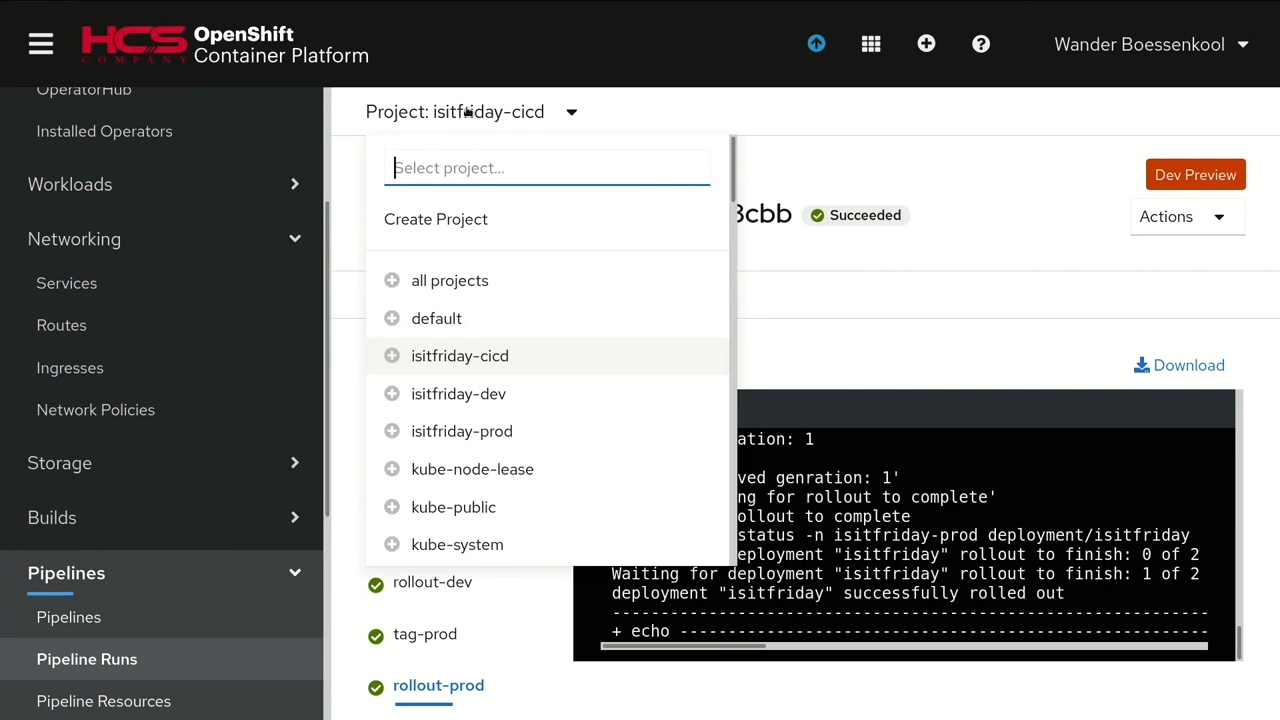 HCS
COMPANY
OpenShift
Container Platform
Wander Boessenkool
OperatorHub
Installed Operators
Workloads
Networking
Services
Routes
Ingresses
Network Policies
Storage
Builds
Pipelines
Pipelines
Pipeline Runs
Pipeline Resources
Project: isitfriday-cicd
Select project...
Create Project
all projects
default
isitfriday-cicd
isitfriday-dev
isitfriday-prod
kube-node-lease
kube-public
kube-system
3cbb
Succeeded
Dev Preview
Actions
Download
rollout-dev
tag-prod
rollout-prod
ation: 1
ved genration: 1'
ng for rollout to complete'
ollout to complete
status -n isitfriday-prod deployment/isitfriday
eployment "isitfriday" rollout to finish: 0 of 2
Waiting for deployment "isitfriday" rollout to finish: 1 of 2
deployment "isitfriday" successfully rolled out
--------------------------------------------------------------
+ echo -------------------------------------------------------